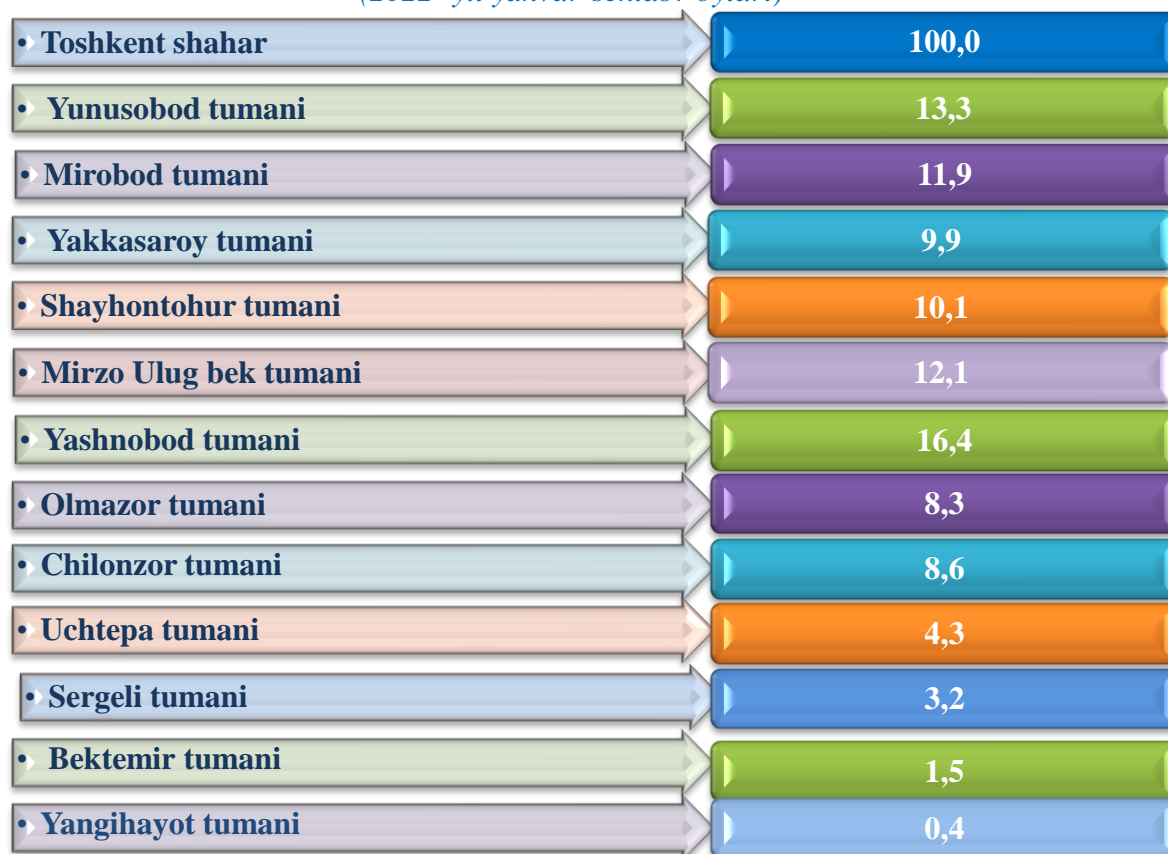 • Toshkent shahar 100,0
• Yunusobod tumani 13,3
• Mirobod tumani 11,9
• Yakkasaroy tumani 9,9
• Shayhontohur tumani 10,1
• Mirzo Ulug bek tumani 12,1
• Yashnobod tumani 16,4
• Olmazor tumani 8,3
• Chilonzor tumani 8,6
• Uchtepa tumani 4,3
• Sergeli tumani 3,2
• Bektemir tumani 1,5
• Yangihayot tumani 0,4